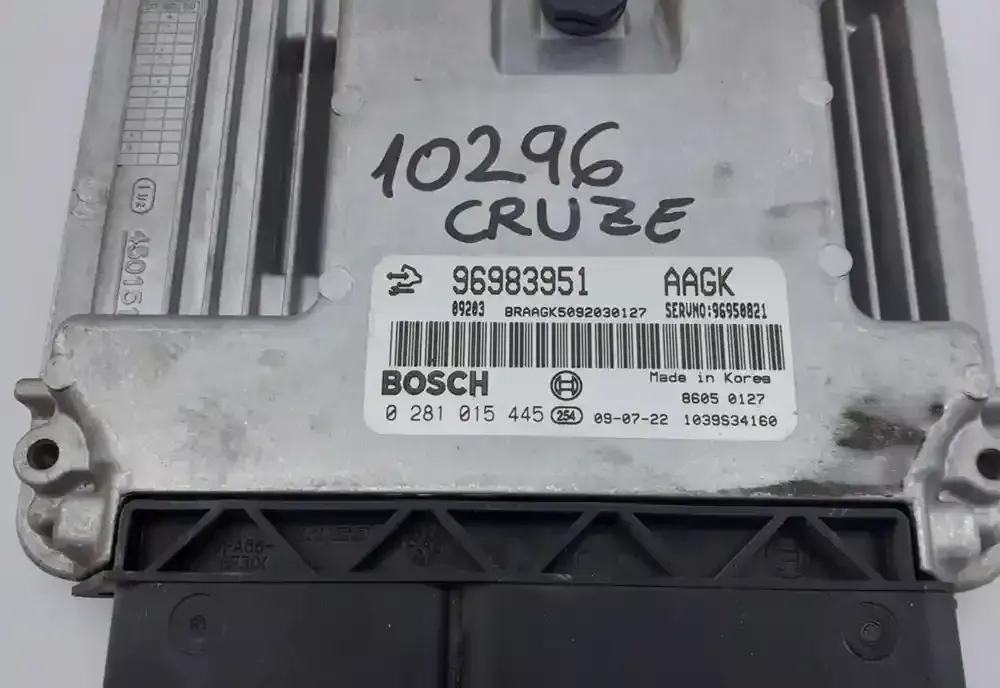 10296
CRUZE
96983951 AAGK
09203 BRAAGK5092030127 SERVNO:96950821
BOSCH Made in Korea
8605 0127
0 281 015 445 254 09-07-22 1039S34160